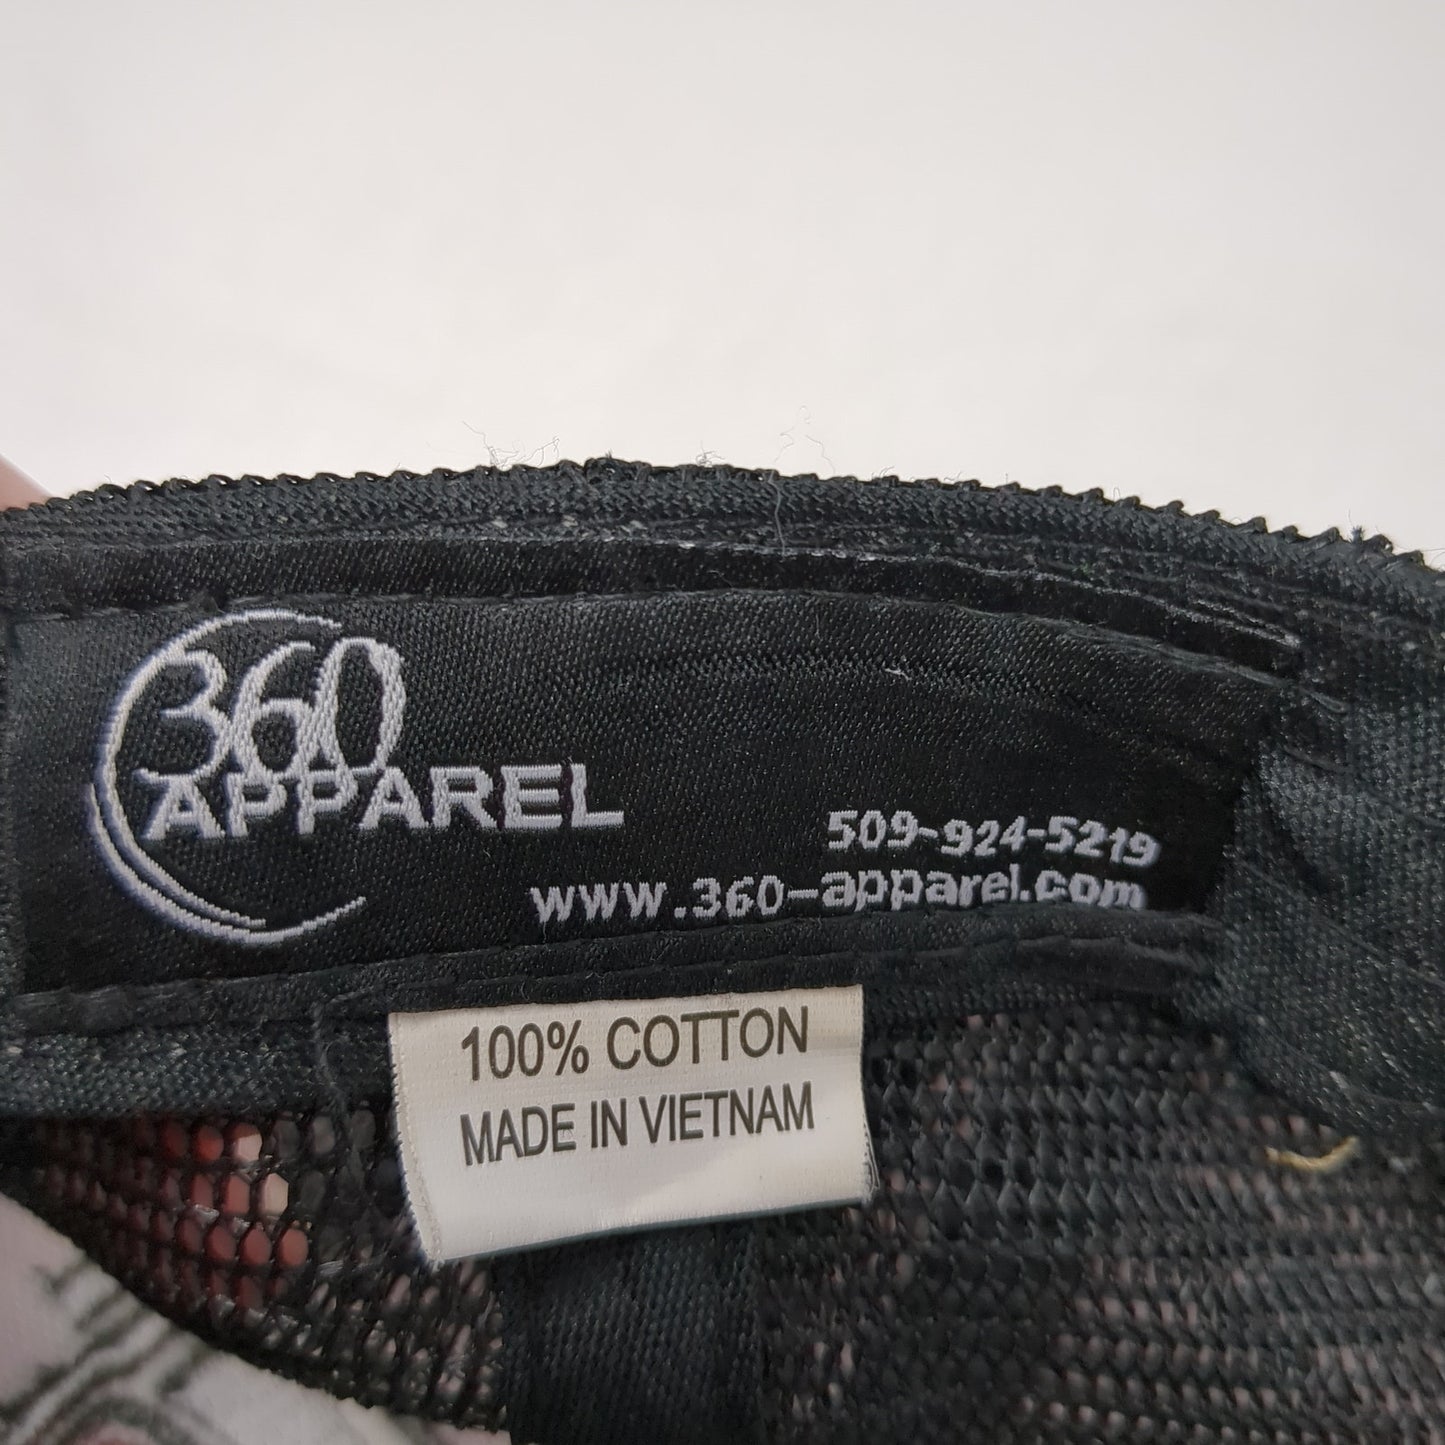 360
APPAREL
509-924-5219
www.360-apparel.com
100% COTTON
MADE IN VIETNAM